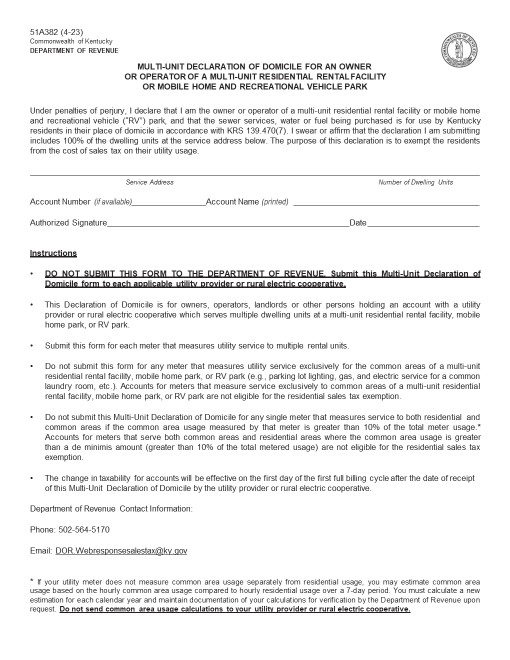 51A382 (4-23)
Commonwealth of Kentucky
DEPARTMENT OF REVENUE
MULTI-UNIT DECLARATION OF DOMICILE FOR AN OWNER
OR OPERATOR OF A MULTI-UNIT RESIDENTIAL RENTAL FACILITY
OR MOBILE HOME AND RECREATIONAL VEHICLE PARK
Under penalties of perjury, I declare that I am the owner or operator of a multi-unit residential rental facility or mobile home
and recreational vehicle ("RV") park, and that the sewer services, water or fuel being purchased is for use by Kentucky
residents in their place of domicile in accordance with KRS 139.470(7). I swear or affirm that the declaration I am submitting
includes 100% of the dwelling units at the service address below. The purpose of this declaration is to exempt the residents
from the cost of sales tax on their utility usage.
Service Address Number of Dwelling Units
Account Number (if available) Account Name (printed)
Authorized Signature Date
Instructions
• DO NOT SUBMIT THIS FORM TO THE DEPARTMENT OF REVENUE. Submit this Multi-Unit Declaration of
Domicile form to each applicable utility provider or rural electric cooperative.
• This Declaration of Domicile is for owners, operators, landlords or other persons holding an account with a utility
provider or rural electric cooperative which serves multiple dwelling units at a multi-unit residential rental facility, mobile
home park, or RV park.
• Submit this form for each meter that measures utility service to multiple rental units.
• Do not submit this form for any meter that measures utility service exclusively for the common areas of a multi-unit
residential rental facility, mobile home park, or RV park (e.g., parking lot lighting, gas, and electric service for a common
laundry room, etc.). Accounts for meters that measure service exclusively to common areas of a multi-unit residential
rental facility, mobile home park, or RV park are not eligible for the residential sales tax exemption.
• Do not submit this Multi-Unit Declaration of Domicile for any single meter that measures service to both residential and
common areas if the common area usage measured by that meter is greater than 10% of the total meter usage.*
Accounts for meters that serve both common areas and residential areas where the common area usage is greater
than a de minimis amount (greater than 10% of the total metered usage) are not eligible for the residential sales tax
exemption.
• The change in taxability for accounts will be effective on the first day of the first full billing cycle after the date of receipt
of this Multi-Unit Declaration of Domicile by the utility provider or rural electric cooperative.
Department of Revenue Contact Information:
Phone: 502-564-5170
Email: DOR.Webresponsesalestax@ky.gov
* If your utility meter does not measure common area usage separately from residential usage, you may estimate common area
usage based on the hourly common area usage compared to hourly residential usage over a 7-day period. You must calculate a new
estimation for each calendar year and maintain documentation of your calculations for verification by the Department of Revenue upon
request. Do not send common area usage calculations to your utility provider or rural electric cooperative.